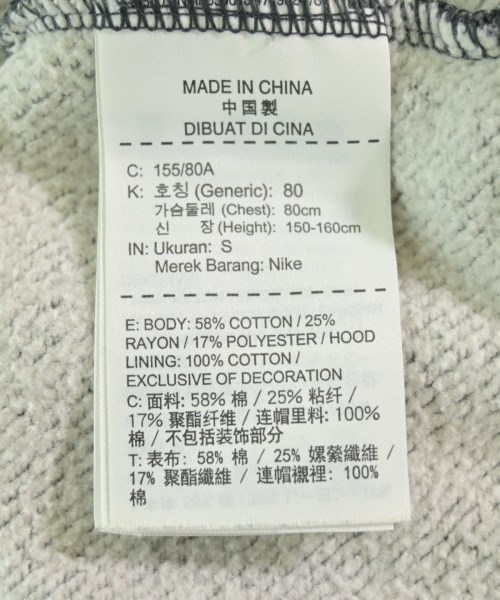 MADE IN CHINA
中國製
DIBUAT DI CINA
C: 155/80A
K: 호칭 (Generic): 80
가슴둘레 (Chest): 80cm
신 장 (Height): 150-160cm
IN: Ukuran: S
Merek Barang: Nike
E: BODY: 58% COTTON / 25%
RAYON / 17% POLYESTER / HOOD
LINING: 100% COTTON /
EXCLUSIVE OF DECORATION
C: 面料: 58% 棉 / 25% 粘纤 /
17% 聚酯纤维 / 连帽里料: 100%
棉 / 不包括装饰部分
T: 表布: 58% 棉 / 25% 嫘縈纖維 /
17% 聚酯纖維 / 連帽襯裡: 100%
棉